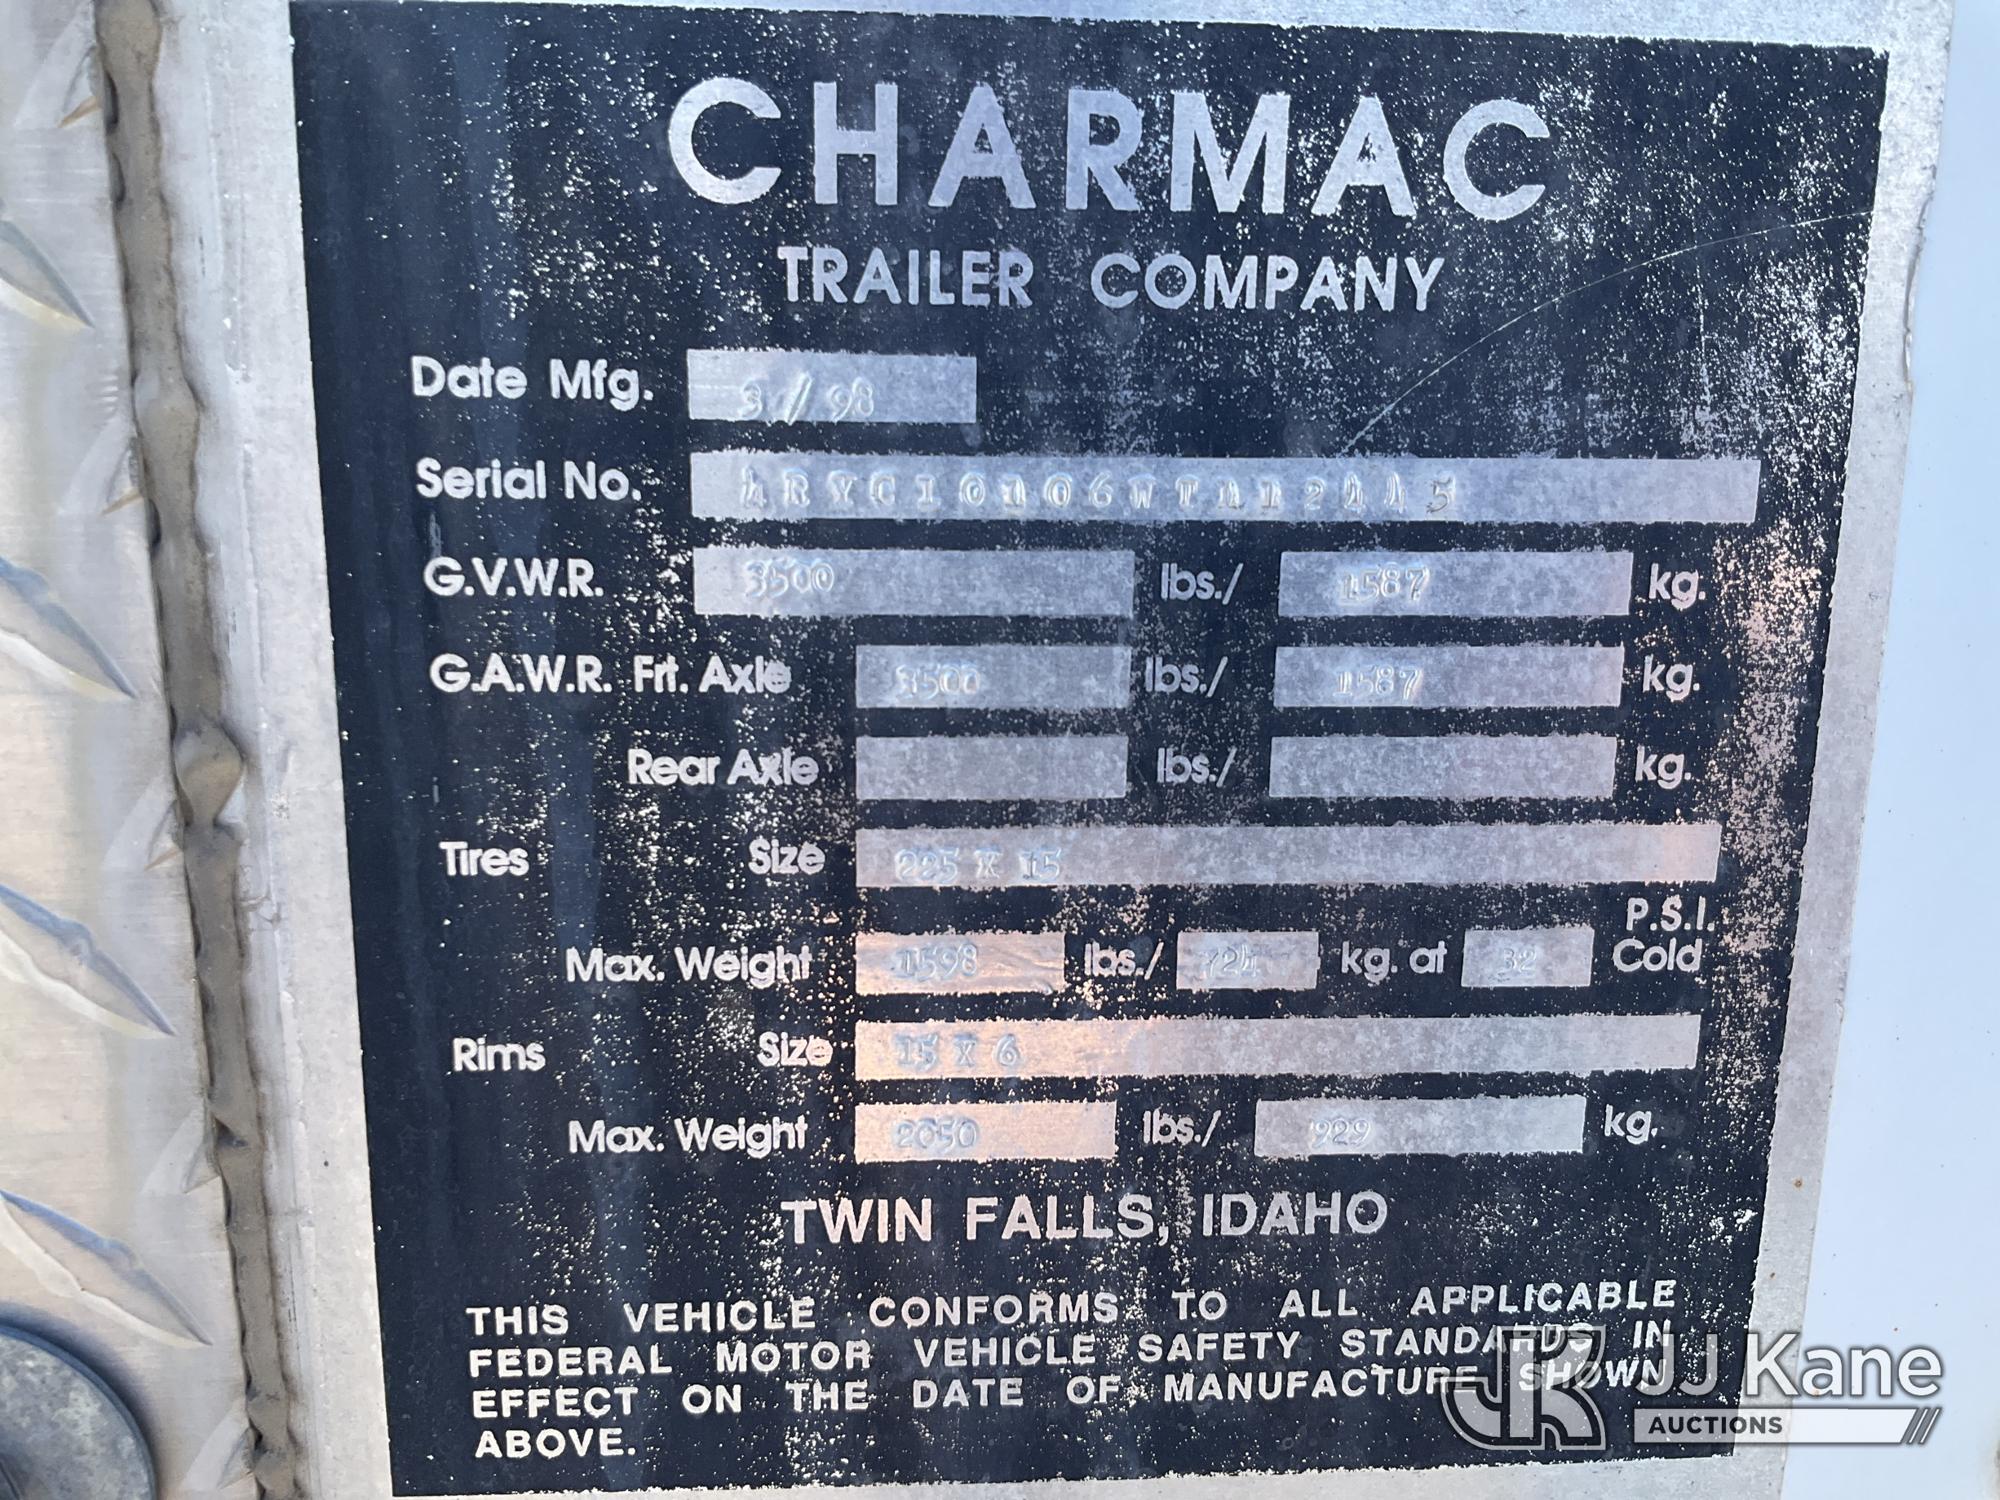 CHARMAC
TRAILER COMPANY
Date Mfg. 3 / 98
Serial No. 4RYC10106WT112445
G.V.W.R. 3500 lbs./ 1587 kg.
G.A.W.R. Frt. Axle 3500 lbs./ 1587 kg.
Rear Axle lbs./ kg.
Tires Size 225 X 15
Max. Weight 1598 lbs./ 724 kg. at 32 P.S.I. Cold
Rims Size 15 X 6
Max. Weight 2050 lbs./ 929 kg.
TWIN FALLS, IDAHO
THIS VEHICLE CONFORMS TO ALL APPLICABLE
FEDERAL MOTOR VEHICLE SAFETY STANDARDS IN
EFFECT ON THE DATE OF MANUFACTURE SHOWN
ABOVE.
JJ Kane
AUCTIONS